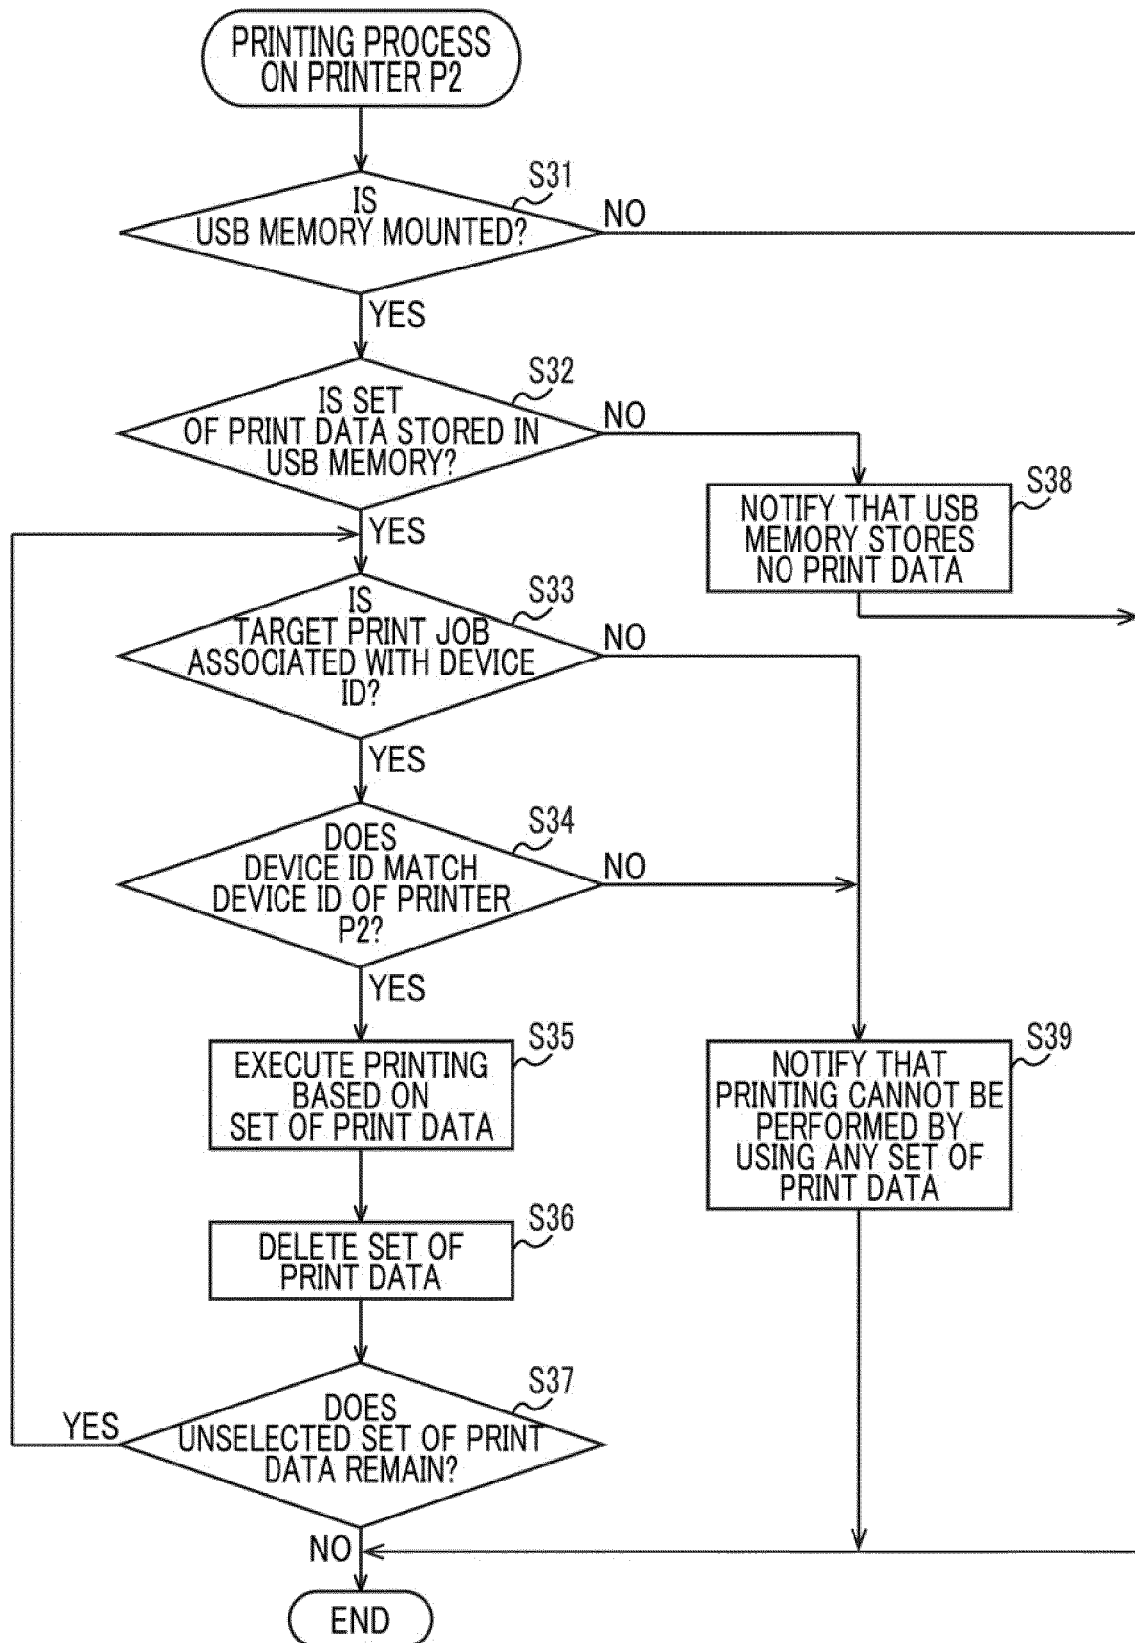 PRINTING PROCESS
ON PRINTER P2
S31
IS
USB MEMORY MOUNTED?
NO
YES
S32
IS SET
OF PRINT DATA STORED IN
USB MEMORY?
NO
YES
S38
NOTIFY THAT USB
MEMORY STORES
NO PRINT DATA
S33
IS
TARGET PRINT JOB
ASSOCIATED WITH DEVICE
ID?
NO
YES
S34
DOES
DEVICE ID MATCH
DEVICE ID OF PRINTER
P2?
NO
YES
S35
EXECUTE PRINTING
BASED ON
SET OF PRINT DATA
S39
NOTIFY THAT
PRINTING CANNOT BE
PERFORMED BY
USING ANY SET OF
PRINT DATA
S36
DELETE SET OF
PRINT DATA
S37
DOES
UNSELECTED SET OF PRINT
DATA REMAIN?
YES
NO
END